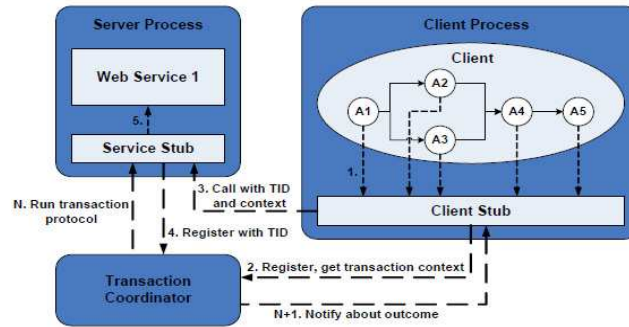 Server Process
Web Service 1
5.
Service Stub
N. Run transaction
protocol
4. Register with TID
3. Call with TID
and context
Transaction
Coordinator
Client Process
Client
A1
A2
A3
A4
A5
1.
Client Stub
2. Register, get transaction context
N+1. Notify about outcome